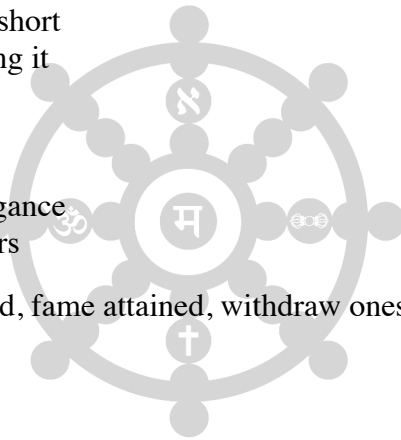 short
ng it
gance
rs
d, fame attained, withdraw ones
א
ॐ
म